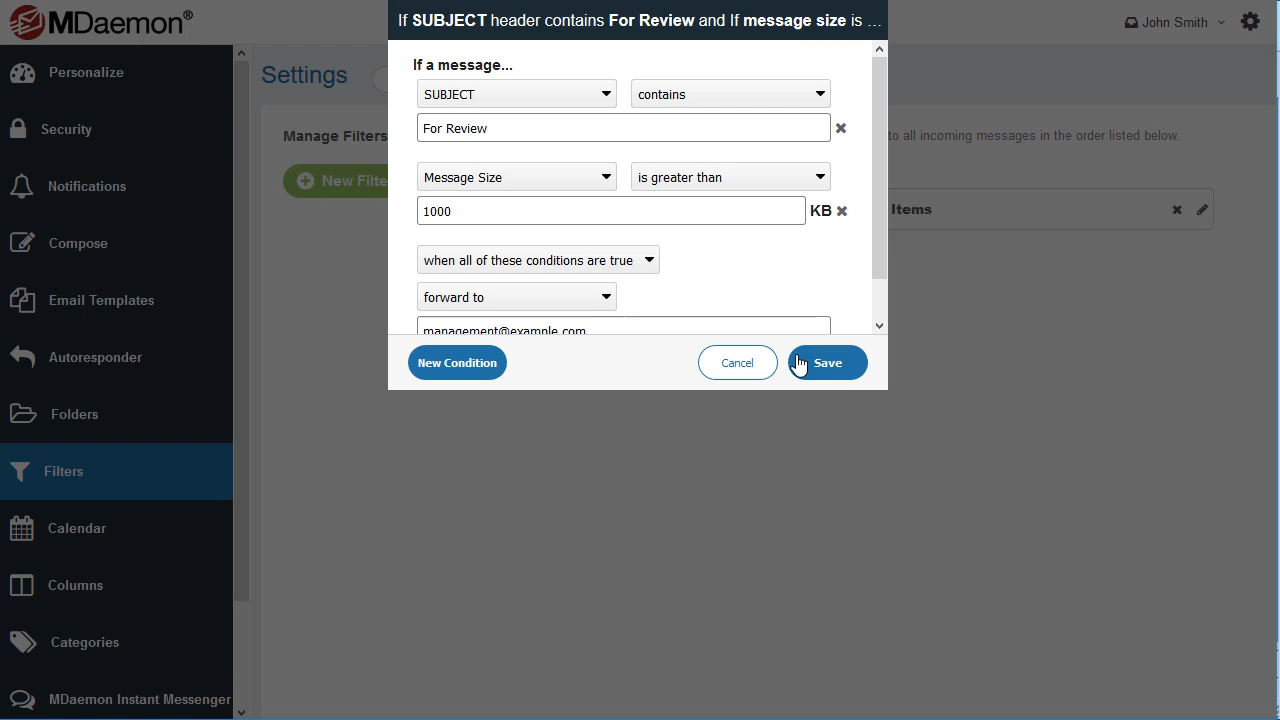 MDaemon®
If SUBJECT header contains For Review and If message size is ...
John Smith
Personalize
Security
Notifications
Compose
Email Templates
Autoresponder
Folders
Filters
Calendar
Columns
Categories
MDaemon Instant Messenger
Settings
Manage Filters
to all incoming messages in the order listed below.
New Filte
Items
If a message...
SUBJECT contains
For Review
Message Size is greater than
1000 KB
when all of these conditions are true
forward to
management@example.com
New Condition Cancel Save